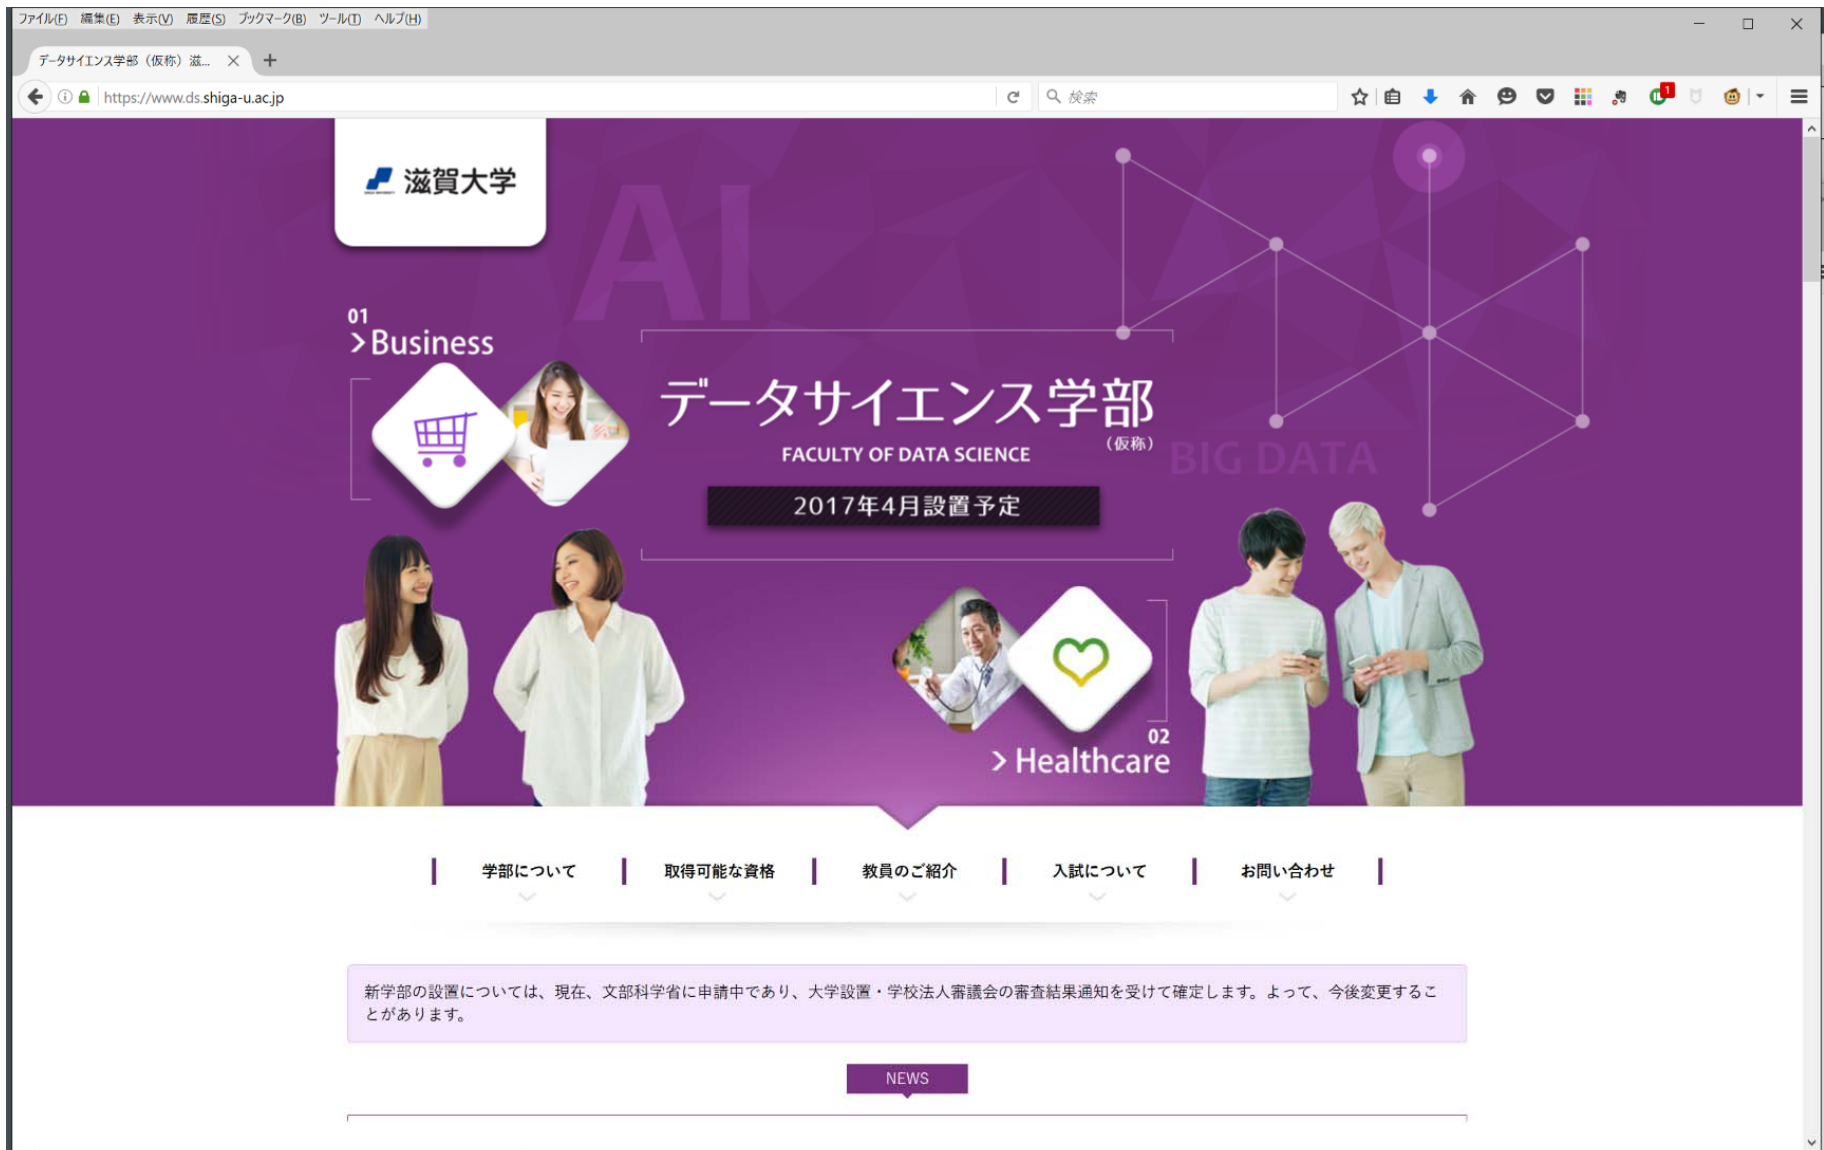 ファイル(F) 編集(E) 表示(V) 履歴(S) ブックマーク(B) ツール(T) ヘルプ(H)
データサイエンス学部（仮称）滋...
https://www.ds.shiga-u.ac.jp
検索
1
滋賀大学
AI
01
>Business
データサイエンス学部
（仮称）
FACULTY OF DATA SCIENCE
BIG DATA
2017年4月設置予定
02
>Healthcare
学部について
取得可能な資格
教員のご紹介
入試について
お問い合わせ
新学部の設置については、現在、文部科学省に申請中であり、大学設置・学校法人審議会の審査結果通知を受けて確定します。よって、今後変更するこ
とがあります。
NEWS